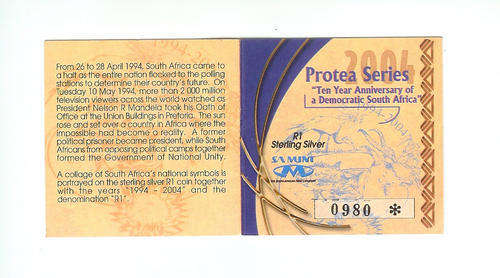 From 26 to 28 April 1994, South Africa came to
a halt as the entire nation flocked to the polling
stations to determine their country's future. On
Tuesday 10 May 1994, more than 2 000 million
television viewers across the world watched as
President Nelson R Mandela took his Oath of
Office at the Union Buildings in Pretoria. The sun
rose and set over a country in Africa where the
impossible had become a reality. A former
political prisoner became president, while South
Africans from opposing political camps together
formed the Government of National Unity.
A collage of South Africa's national symbols is
portrayed on the sterling silver R1 coin together
with the years "1994 - 2004" and the
denomination "R1".
2004
Protea Series
"Ten Year Anniversary of
a Democratic South Africa"
R1
Sterling Silver
SA MINT
0980 *